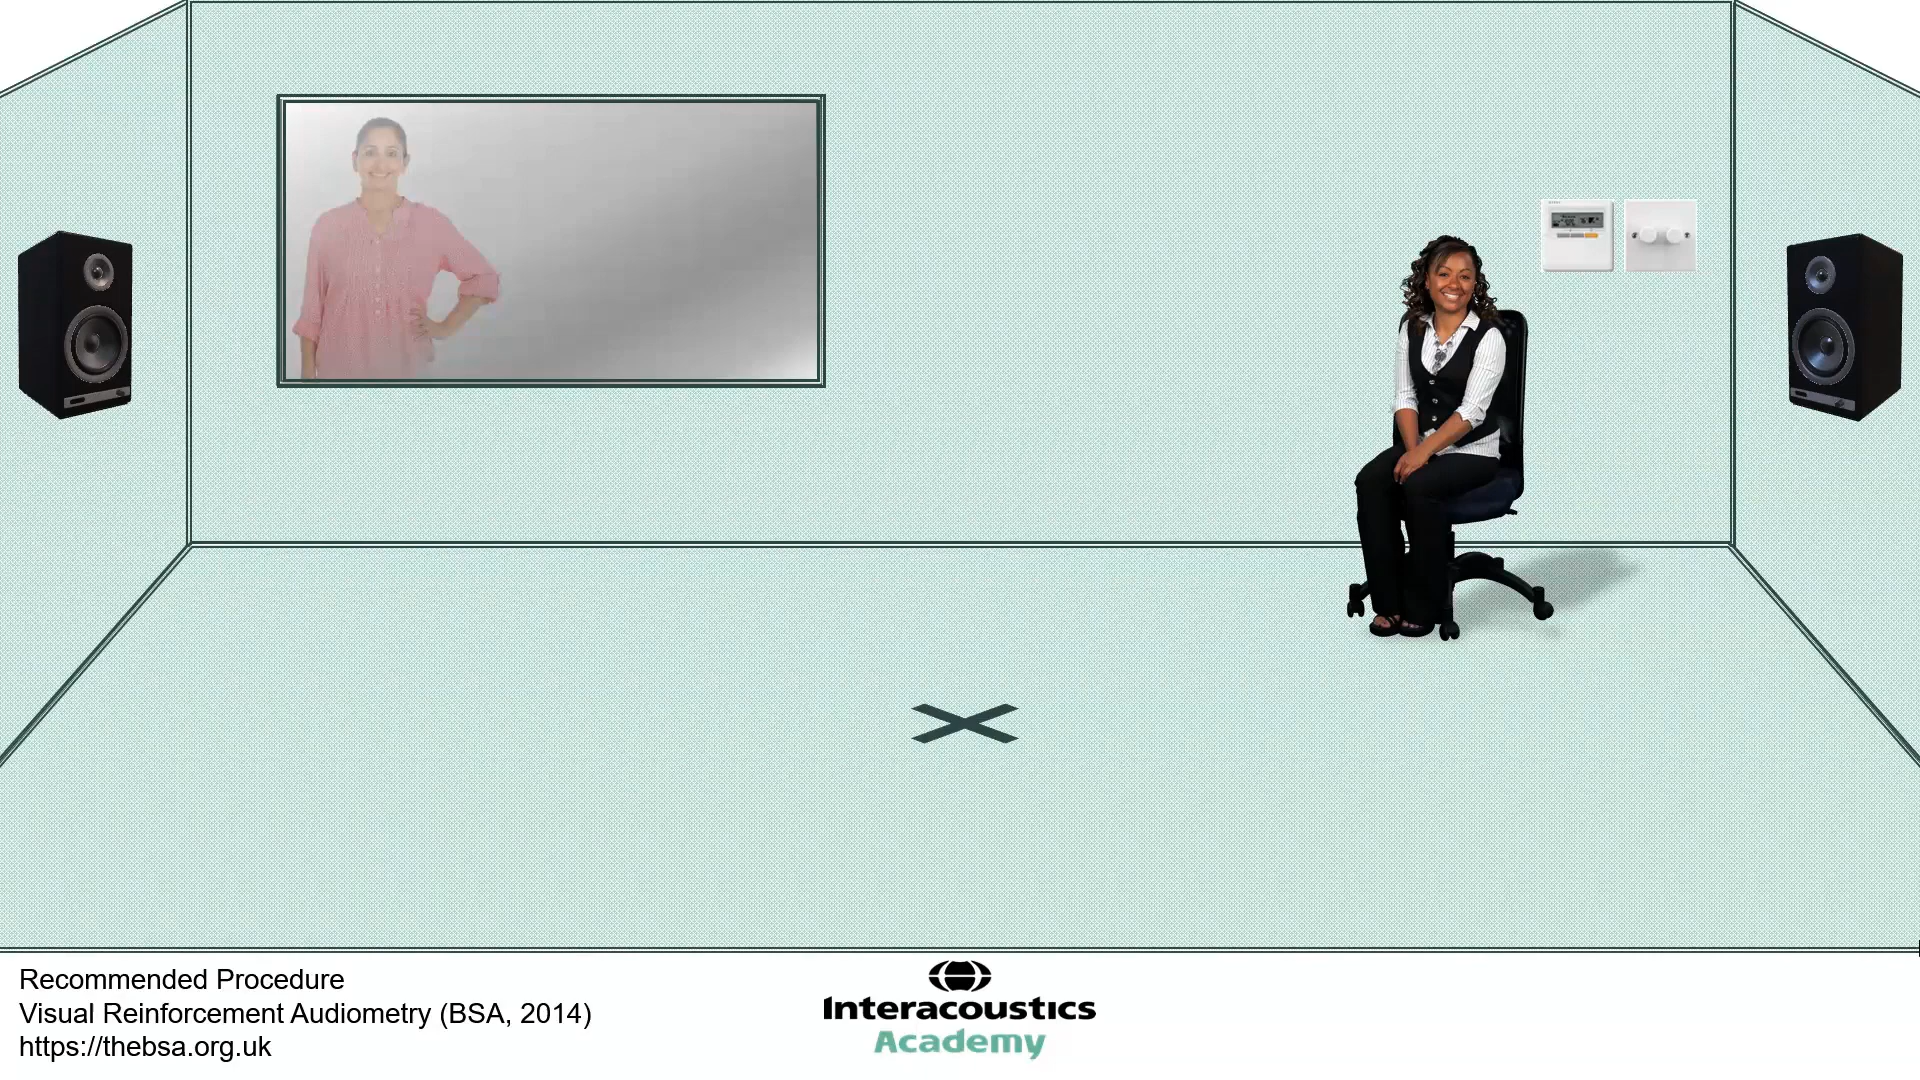 Recommended Procedure
Visual Reinforcement Audiometry (BSA, 2014)
https://thebsa.org.uk
Interacoustics
Academy